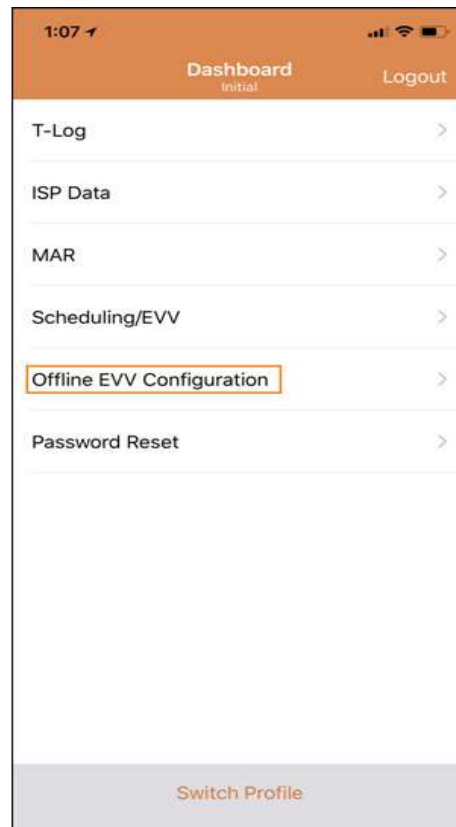 1:07
Dashboard
Initial
Logout
T-Log
ISP Data
MAR
Scheduling/EVV
Offline EVV Configuration
Password Reset
Switch Profile